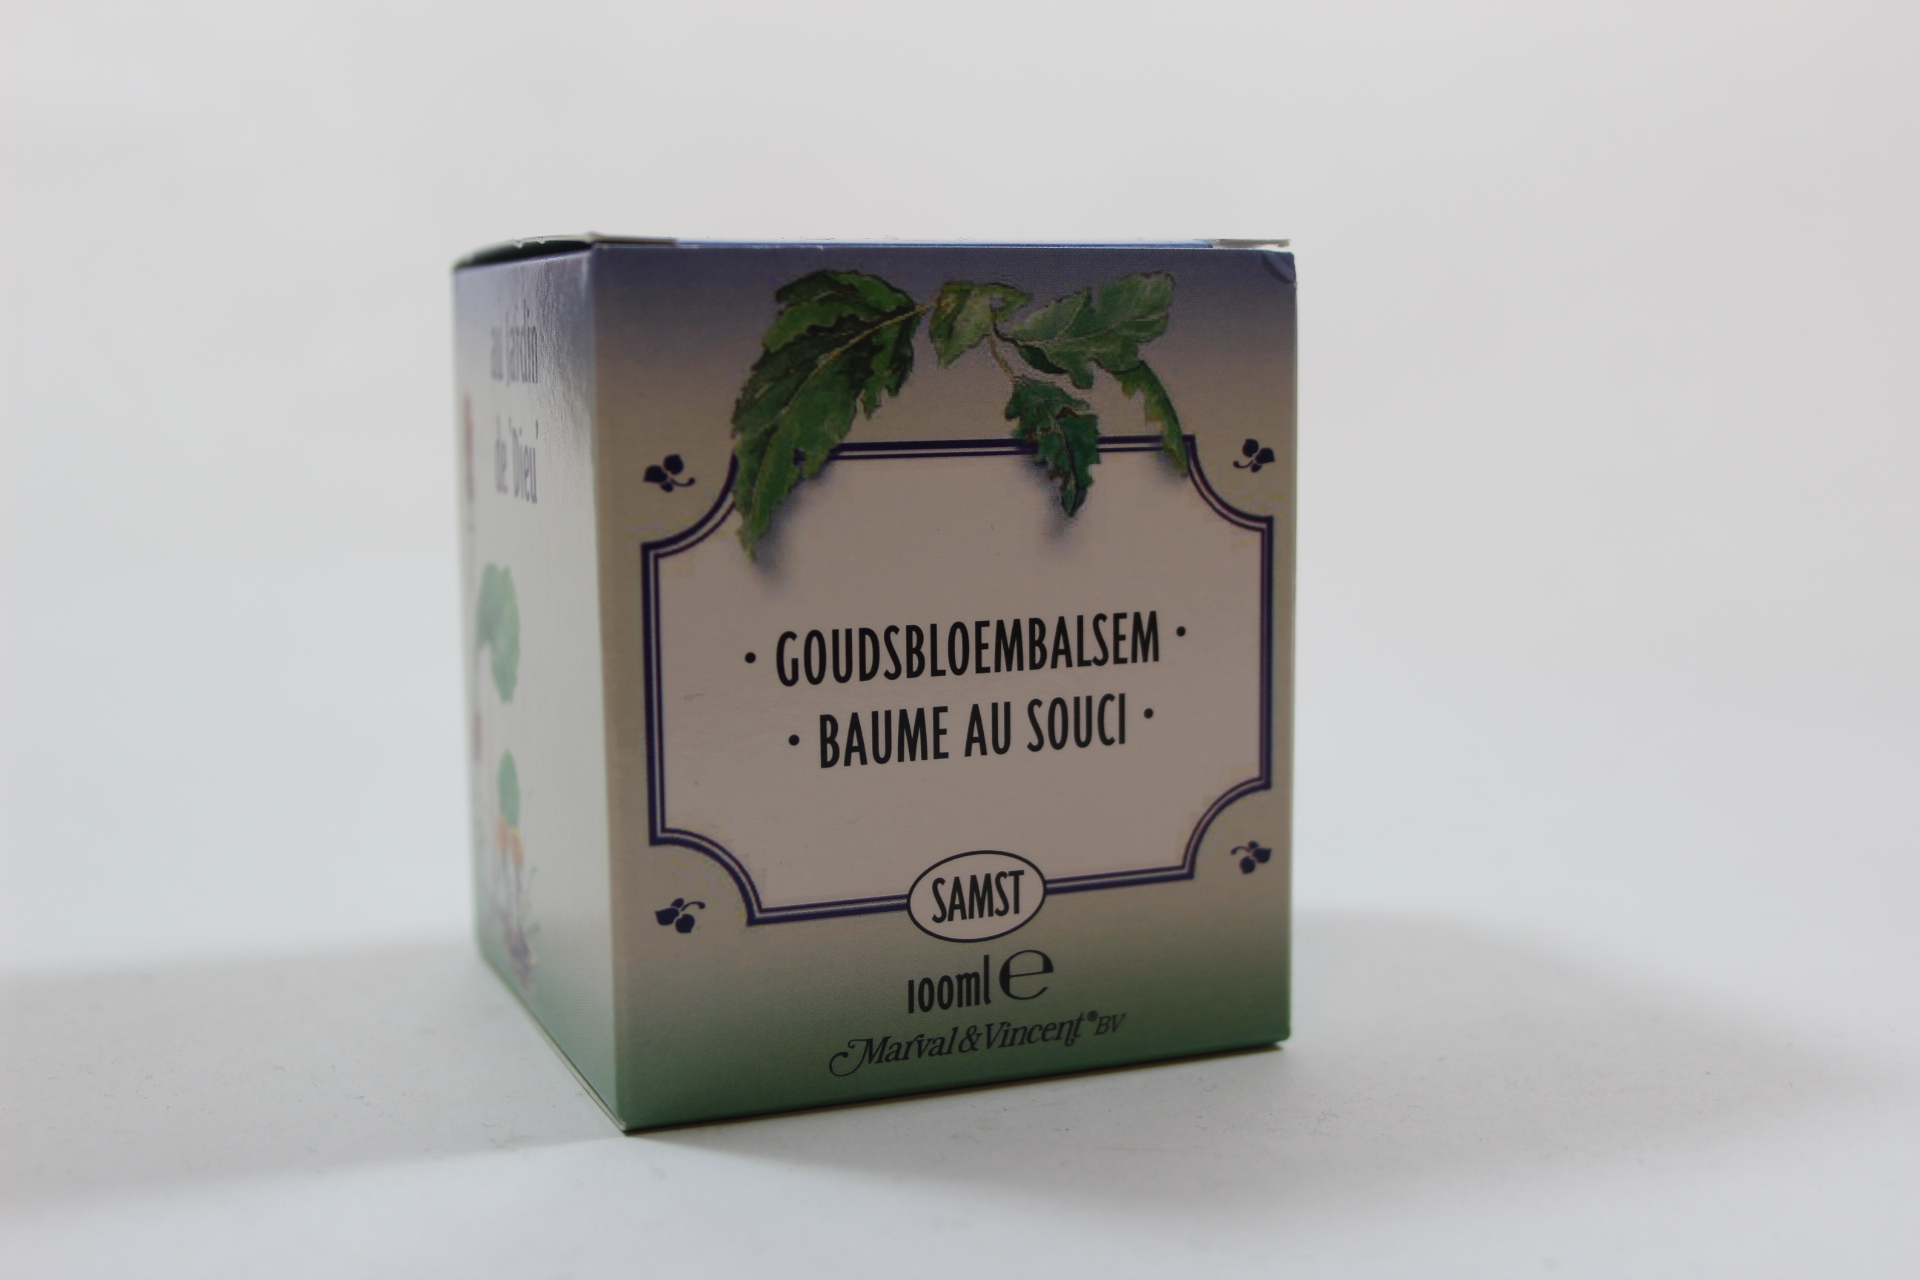 au jardin
de 'Dieu'
· GOUDSBLOEMBALSEM ·
· BAUME AU SOUCI ·
SAMST
100ml e
Marval & Vincent® BV